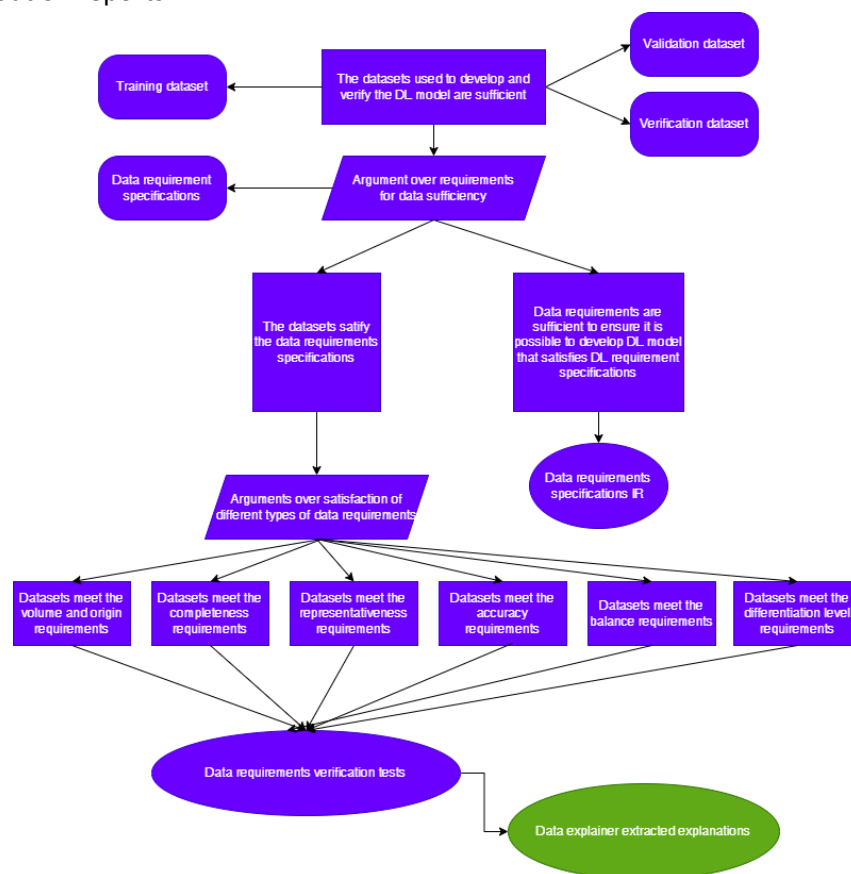 Validation dataset
Training dataset
The datasets used to develop and
verify the DL model are sufficient
Verification dataset
Data requirement
specifications
Argument over requirements
for data sufficiency
The datasets satify
the data requirements
specifications
Data requirements are
sufficient to ensure it is
possible to develop DL model
that satisfies DL requirement
specifications
Data requirements
specifications IR
Arguments over satisfaction of
different types of data requirements
Datasets meet the
volume and origin
requirements
Datasets meet the
completeness
requirements
Datasets meet the
representativeness
requirements
Datasets meet the
accuracy
requirements
Datasets meet the
balance requirements
Datasets meet the
differentiation level
requirements
Data requirements verification tests
Data explainer extracted explanations